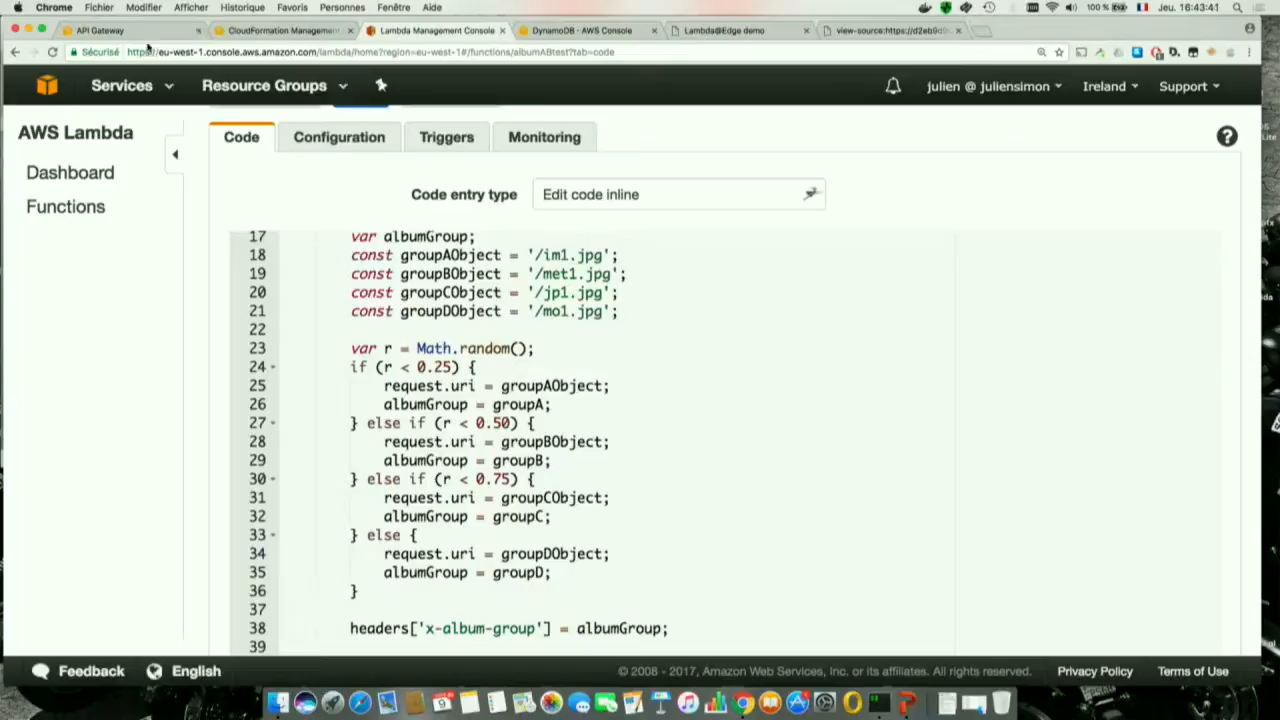 Chrome Fichier Modifier Afficher Historique Favoris Personnes Fenêtre Aide 100 % Jeu. 16:43:41
API Gateway CloudFormation Management Lambda Management Console DynamoDB - AWS Console Lambda@Edge demo view-source:https://d2eb9d9
Sécurisé https://eu-west-1.console.aws.amazon.com/lambda/home?region=eu-west-1#/functions/albumABtest?tab=code
Services Resource Groups julien @ juliensimon Ireland Support
AWS Lambda
Dashboard
Functions
Code Configuration Triggers Monitoring
Code entry type Edit code inline
17 var albumGroup;
18 const groupAObject = '/im1.jpg';
19 const groupBObject = '/met1.jpg';
20 const groupCObject = '/jp1.jpg';
21 const groupDObject = '/mo1.jpg';
22
23 var r = Math.random();
24 if (r < 0.25) {
25 request.uri = groupAObject;
26 albumGroup = groupA;
27 } else if (r < 0.50) {
28 request.uri = groupBObject;
29 albumGroup = groupB;
30 } else if (r < 0.75) {
31 request.uri = groupCObject;
32 albumGroup = groupC;
33 } else {
34 request.uri = groupDObject;
35 albumGroup = groupD;
36 }
37
38 headers['x-album-group'] = albumGroup;
39
Feedback English © 2008 - 2017, Amazon Web Services, Inc. or its affiliates. All rights reserved. Privacy Policy Terms of Use